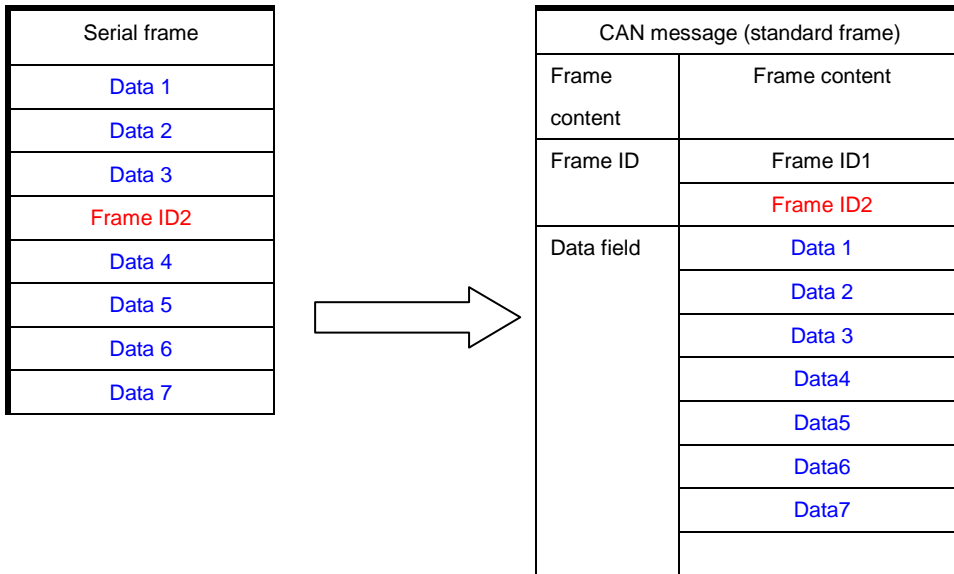 Serial frame
Data 1
Data 2
Data 3
Frame ID2
Data 4
Data 5
Data 6
Data 7
CAN message (standard frame)
Frame
content
Frame content
Frame ID
Frame ID1
Frame ID2
Data field
Data 1
Data 2
Data 3
Data4
Data5
Data6
Data7